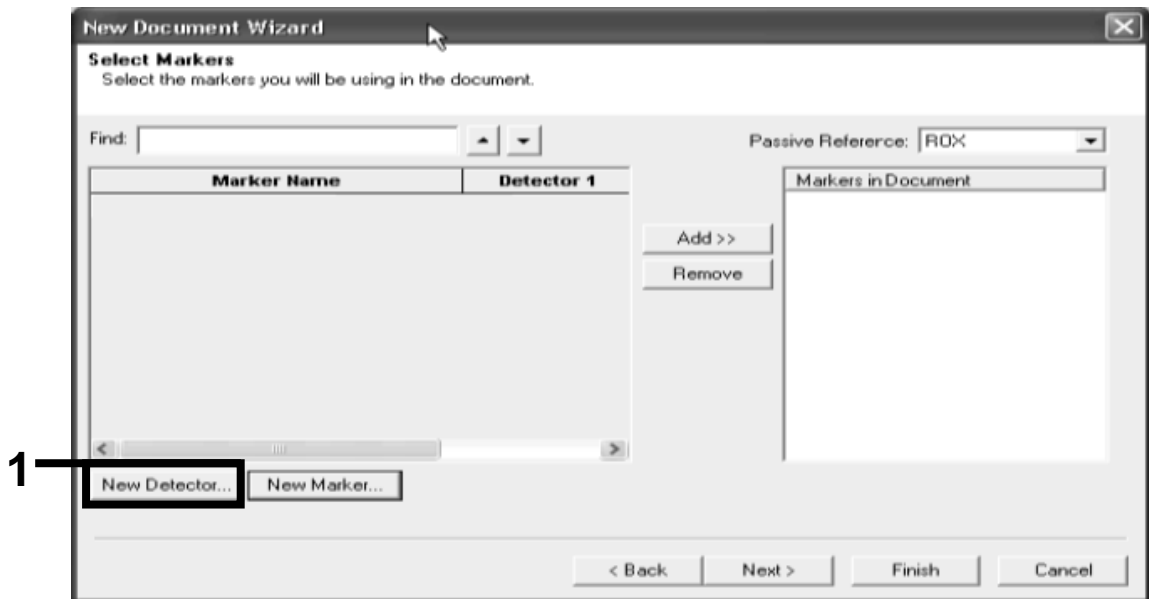 New Document Wizard
Select Markers
Select the markers you will be using in the document.
Find:
Passive Reference: ROX
Marker Name Detector 1
Markers in Document
Add >>
Remove
1
New Detector... New Marker...
< Back Next > Finish Cancel